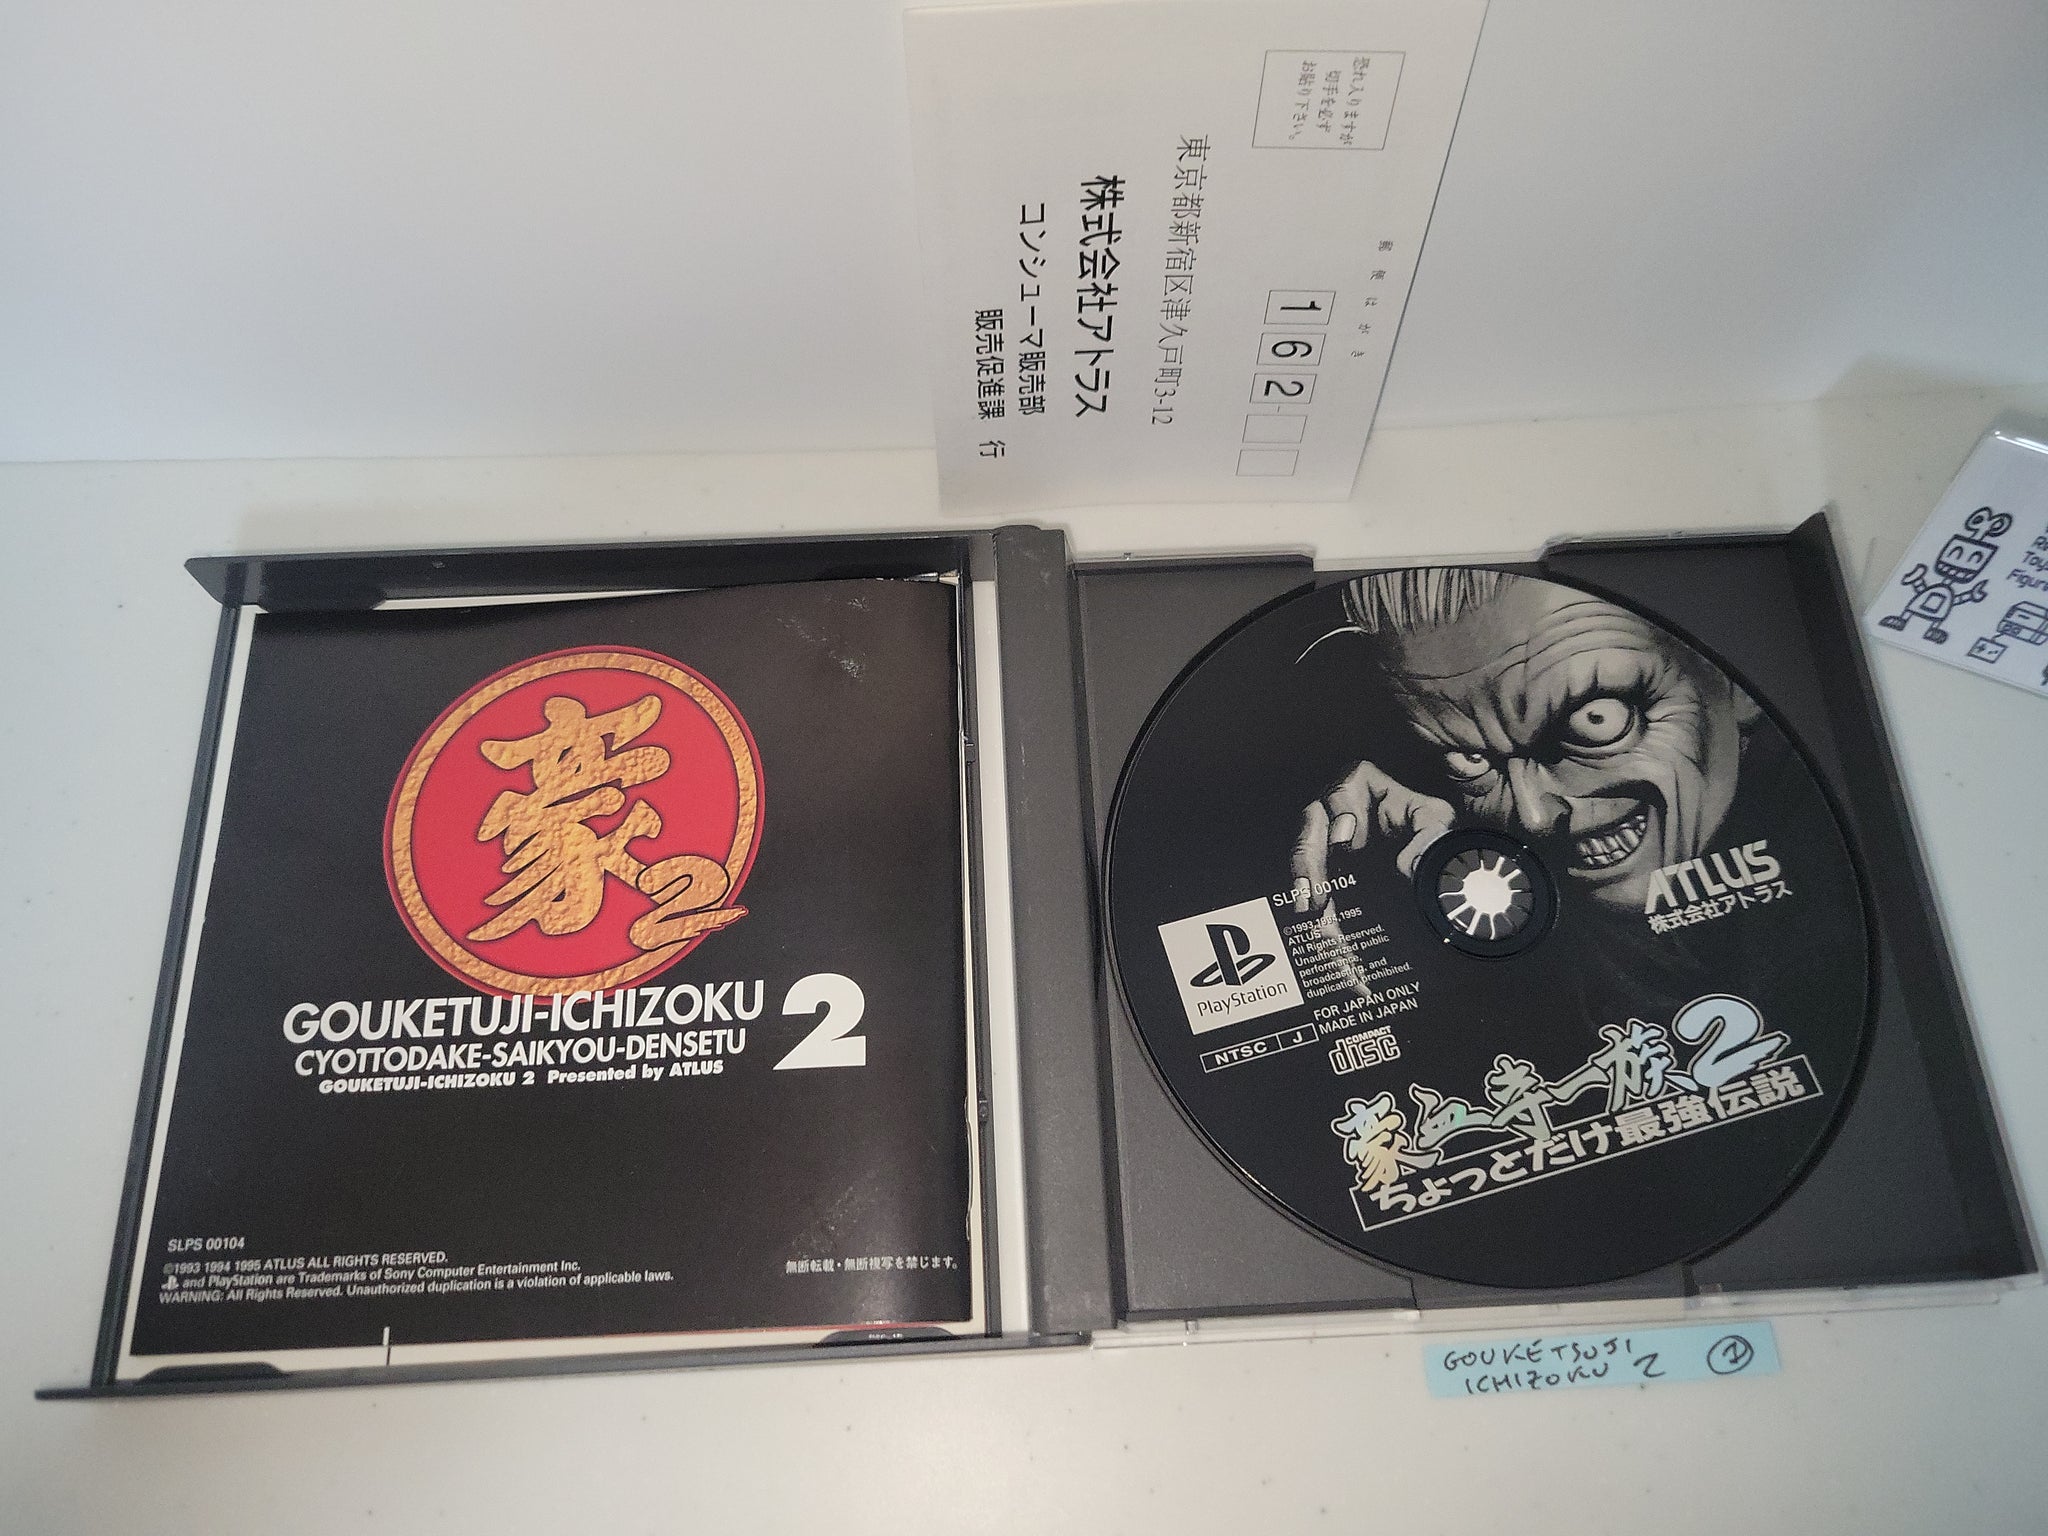 恐れ入りますが
切手を必ず
お貼り下さい。
郵便はがき
162-
東京都新宿区津久戸町3-12
株式会社アトラス
コンシューマ販売部
販売促進課 行
豪2
GOUKETUJI-ICHIZOKU 2
CYOTTODAKE-SAIKYOU-DENSETU
GOUKETUJI-ICHIZOKU 2 Presented by ATLUS
SLPS 00104
©1993 1994 1995 ATLUS ALL RIGHTS RESERVED.
and PlayStation are Trademarks of Sony Computer Entertainment Inc.
WARNING: All Rights Reserved. Unauthorized duplication is a violation of applicable laws.
無断転載・無断複写を禁じます。
ATLUS
株式会社アトラス
SLPS 00104
PlayStation
©1993,1994,1995
ATLUS
All Rights Reserved.
Unauthorized public
performance,
broadcasting, and
duplication prohibited.
FOR JAPAN ONLY
MADE IN JAPAN
NTSC J
COMPACT
disc
豪血寺一族2
ちょっとだけ最強伝説
GOUKETSUJI
ICHIZOKU 2